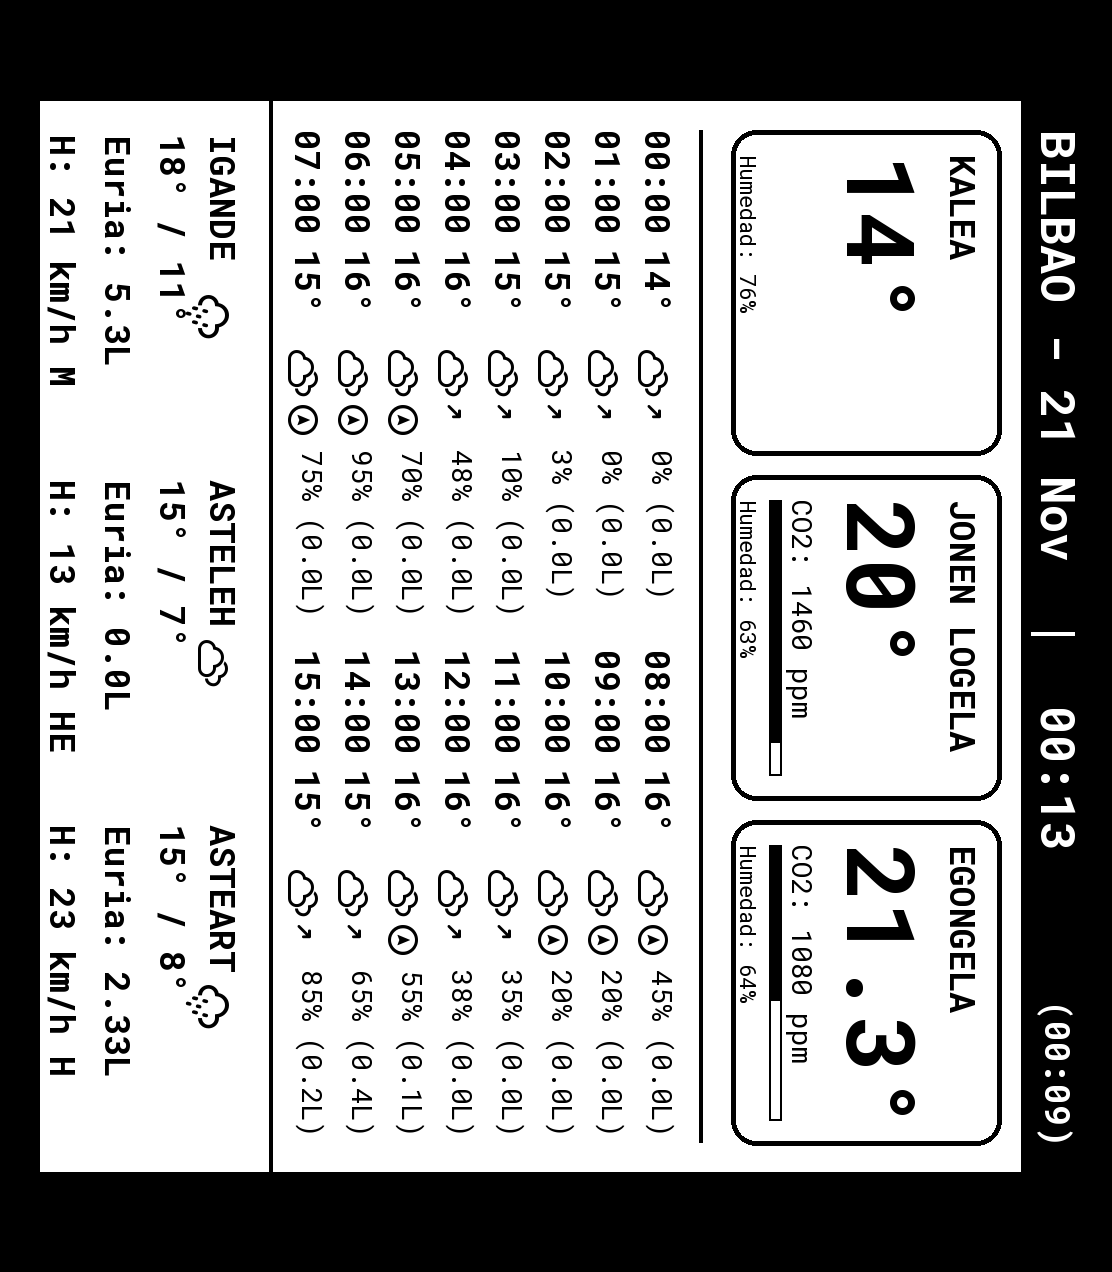 BILBAO - 21 Nov | 00:13 (00:09)
KALEA
14°
Humedad: 76%
JONEN LOGELA
20°
CO2: 1460 ppm
Humedad: 63%
EGONGELA
21.3°
CO2: 1080 ppm
Humedad: 64%
00:00 14° 0% (0.0L)
01:00 15° 0% (0.0L)
02:00 15° 3% (0.0L)
03:00 15° 10% (0.0L)
04:00 16° 48% (0.0L)
05:00 16° 70% (0.0L)
06:00 16° 95% (0.0L)
07:00 15° 75% (0.0L)
08:00 16° 45% (0.0L)
09:00 16° 20% (0.0L)
10:00 16° 20% (0.0L)
11:00 16° 35% (0.0L)
12:00 16° 38% (0.0L)
13:00 16° 55% (0.1L)
14:00 15° 65% (0.4L)
15:00 15° 85% (0.2L)
IGANDE
18° / 11°
Euria: 5.3L
H: 21 km/h M
ASTELEH
15° / 7°
Euria: 0.0L
H: 13 km/h HE
ASTEART
15° / 8°
Euria: 2.33L
H: 23 km/h H